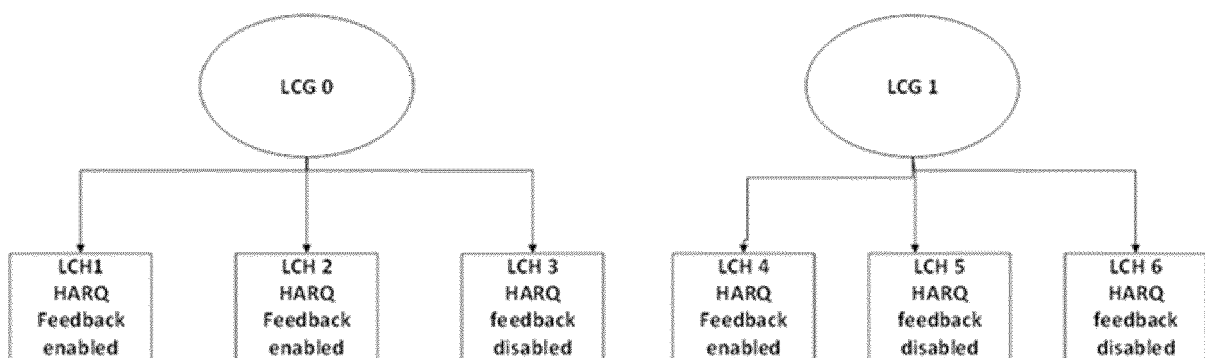 LCG 0
LCG 1
LCH1
HARQ
Feedback
enabled
LCH 2
HARQ
Feedback
enabled
LCH 3
HARQ
feedback
disabled
LCH 4
HARQ
Feedback
enabled
LCH 5
HARQ
feedback
disabled
LCH 6
HARQ
feedback
disabled